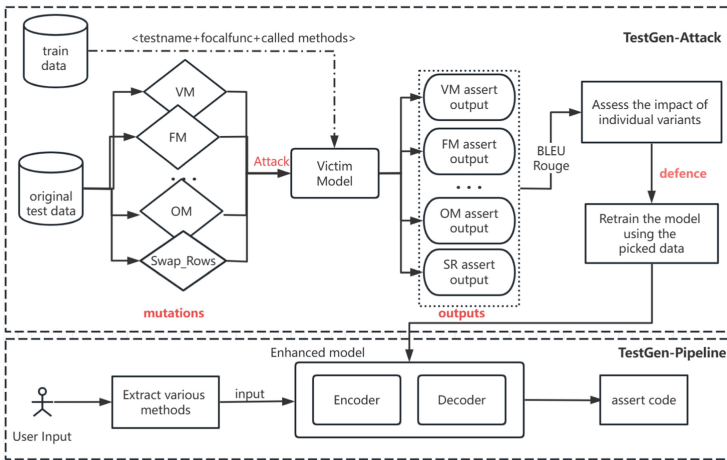 <testname+focalfunc+called methods>
TestGen-Attack
train
data
VM
FM
...
OM
Swap_Rows
original
test data
mutations
Attack
Victim
Model
VM assert
output
FM assert
output
...
OM assert
output
SR assert
output
outputs
BLEU
Rouge
Assess the impact of
individual variants
defence
Retrain the model
using the
picked data
TestGen-Pipeline
Enhanced model
User Input
Extract various
methods
input
Encoder
Decoder
assert code